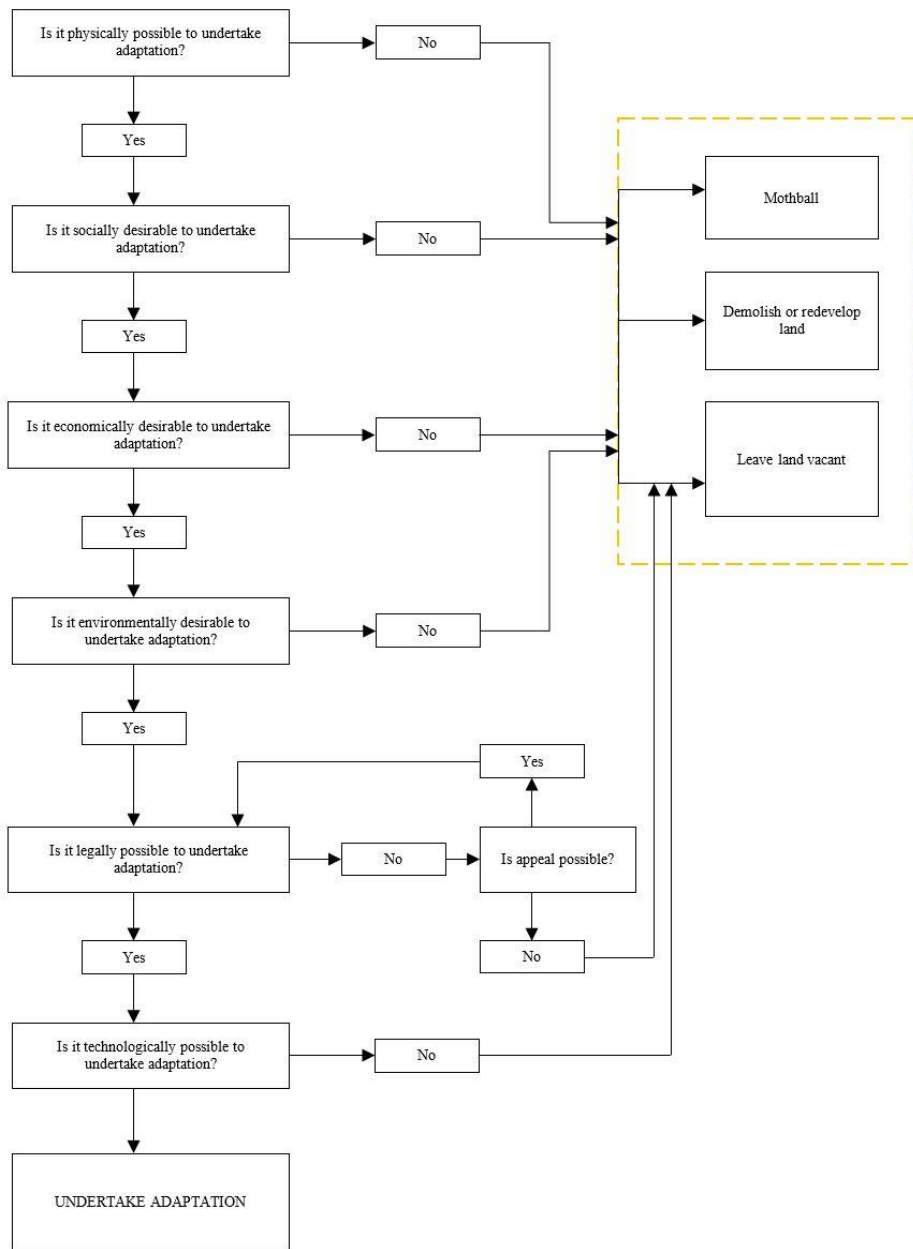 Is it physically possible to undertake
adaptation?
No
Yes
Mothball
Is it socially desirable to undertake
adaptation?
No
Demolish or redevelop
land
Yes
Is it economically desirable to undertake
adaptation?
No
Leave land vacant
Yes
Is it environmentally desirable to
undertake adaptation?
No
Yes
Yes
Is it legally possible to undertake
adaptation?
No
Is appeal possible?
Yes
No
Is it technologically possible to
undertake adaptation?
No
UNDERTAKE ADAPTATION